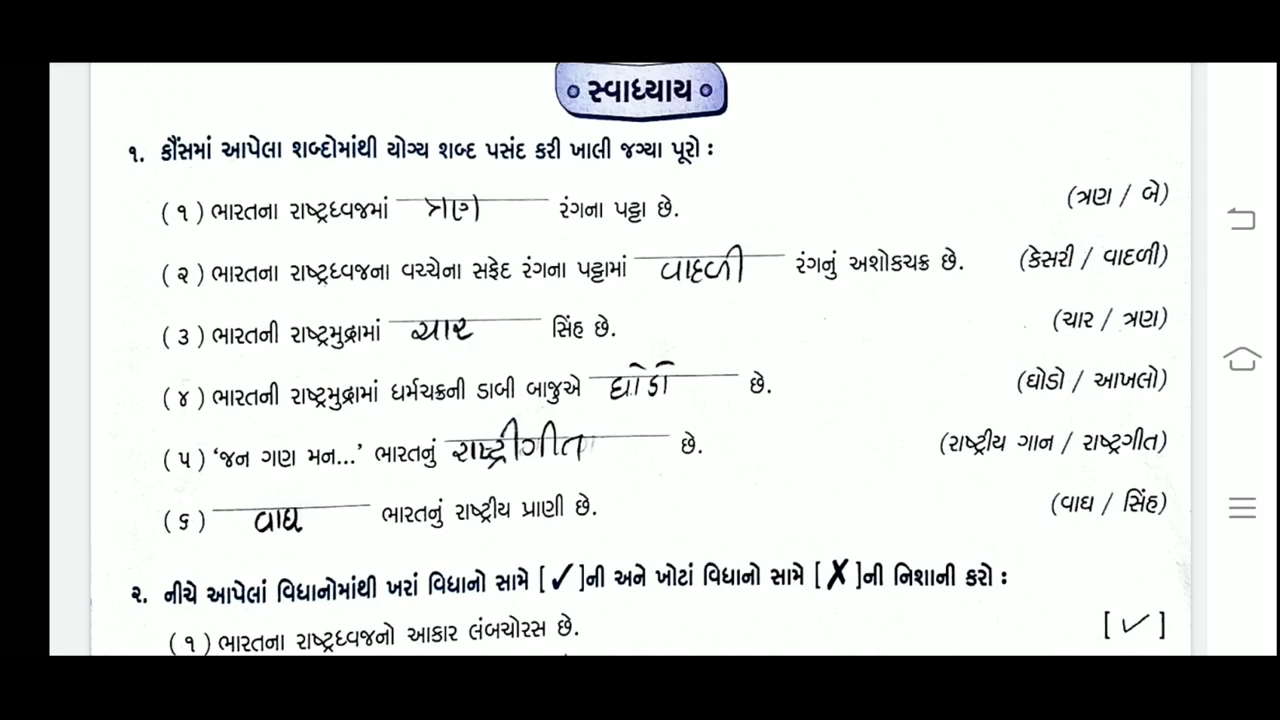 સ્વાધ્યાય
૧. કૌંસમાં આપેલા શબ્દોમાંથી યોગ્ય શબ્દ પસંદ કરી ખાલી જગ્યા પૂરો :
(૧) ભારતના રાષ્ટ્રધ્વજમાં ત્રણ રંગના પટ્ટા છે. (ત્રણ / બે)
(૨) ભારતના રાષ્ટ્રધ્વજના વચ્ચેના સફેદ રંગના પટ્ટામાં વાદળી રંગનું અશોકચક્ર છે. (કેસરી / વાદળી)
(૩) ભારતની રાષ્ટ્રમુદ્રામાં ચાર સિંહ છે. (ચાર / ત્રણ)
(૪) ભારતની રાષ્ટ્રમુદ્રામાં ધર્મચક્રની ડાબી બાજુએ ઘોડો છે. (ઘોડો / આખલો)
(૫) ‘જન ગણ મન...’ ભારતનું રાષ્ટ્રીગીત છે. (રાષ્ટ્રીય ગાન / રાષ્ટ્રગીત)
(૬) વાઘ ભારતનું રાષ્ટ્રીય પ્રાણી છે. (વાઘ / સિંહ)
૨. નીચે આપેલાં વિધાનોમાંથી ખરાં વિધાનો સામે [✓]ની અને ખોટાં વિધાનો સામે [✗]ની નિશાની કરો :
(૧) ભારતના રાષ્ટ્રધ્વજનો આકાર લંબચોરસ છે. [✓]